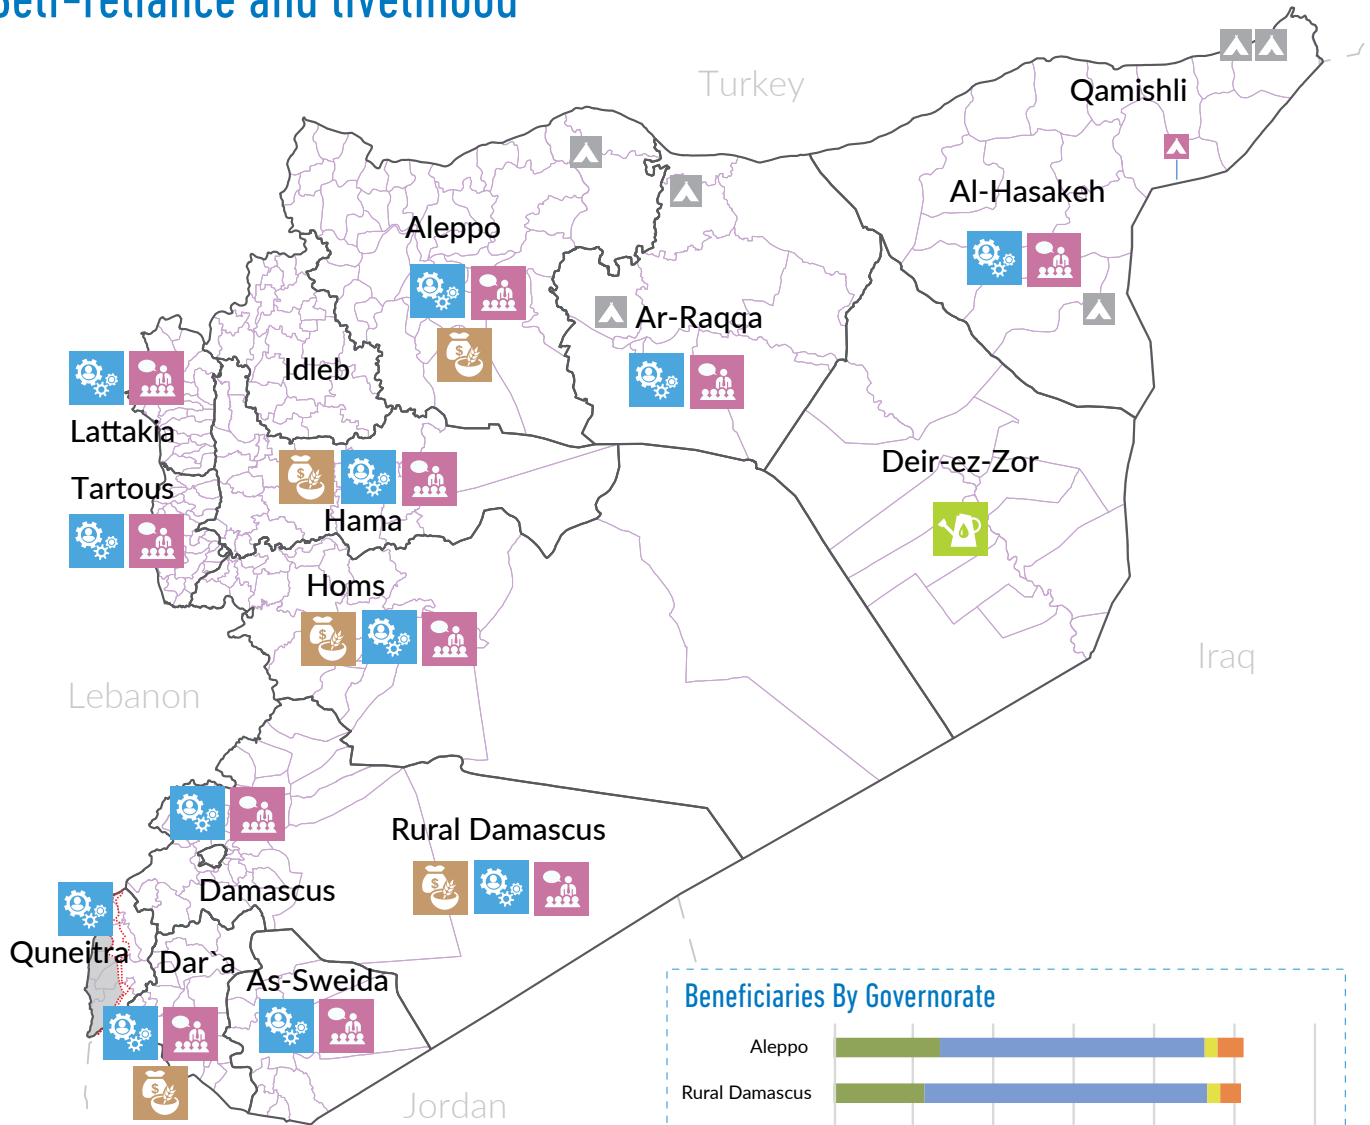 Self-reliance and livelihood
Turkey
Qamishli
Al-Hasakeh
Aleppo
Ar-Raqqa
Idleb
Lattakia
Deir-ez-Zor
Tartous
Hama
Homs
Iraq
Lebanon
Rural Damascus
Damascus
Quneitra
Dar`a
As-Sweida
Beneficiaries By Governorate
Aleppo
Rural Damascus
Jordan